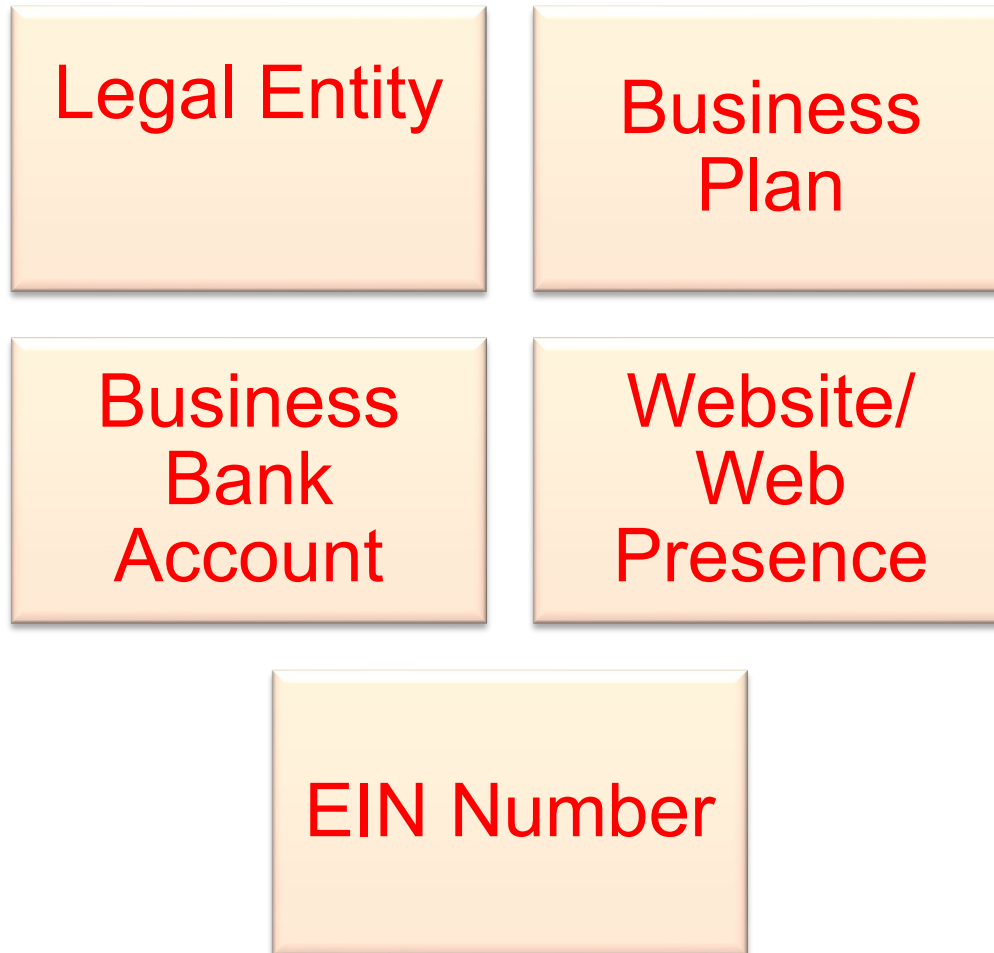 Legal Entity
Business
Plan
Business
Bank
Account
Website/
Web
Presence
EIN Number